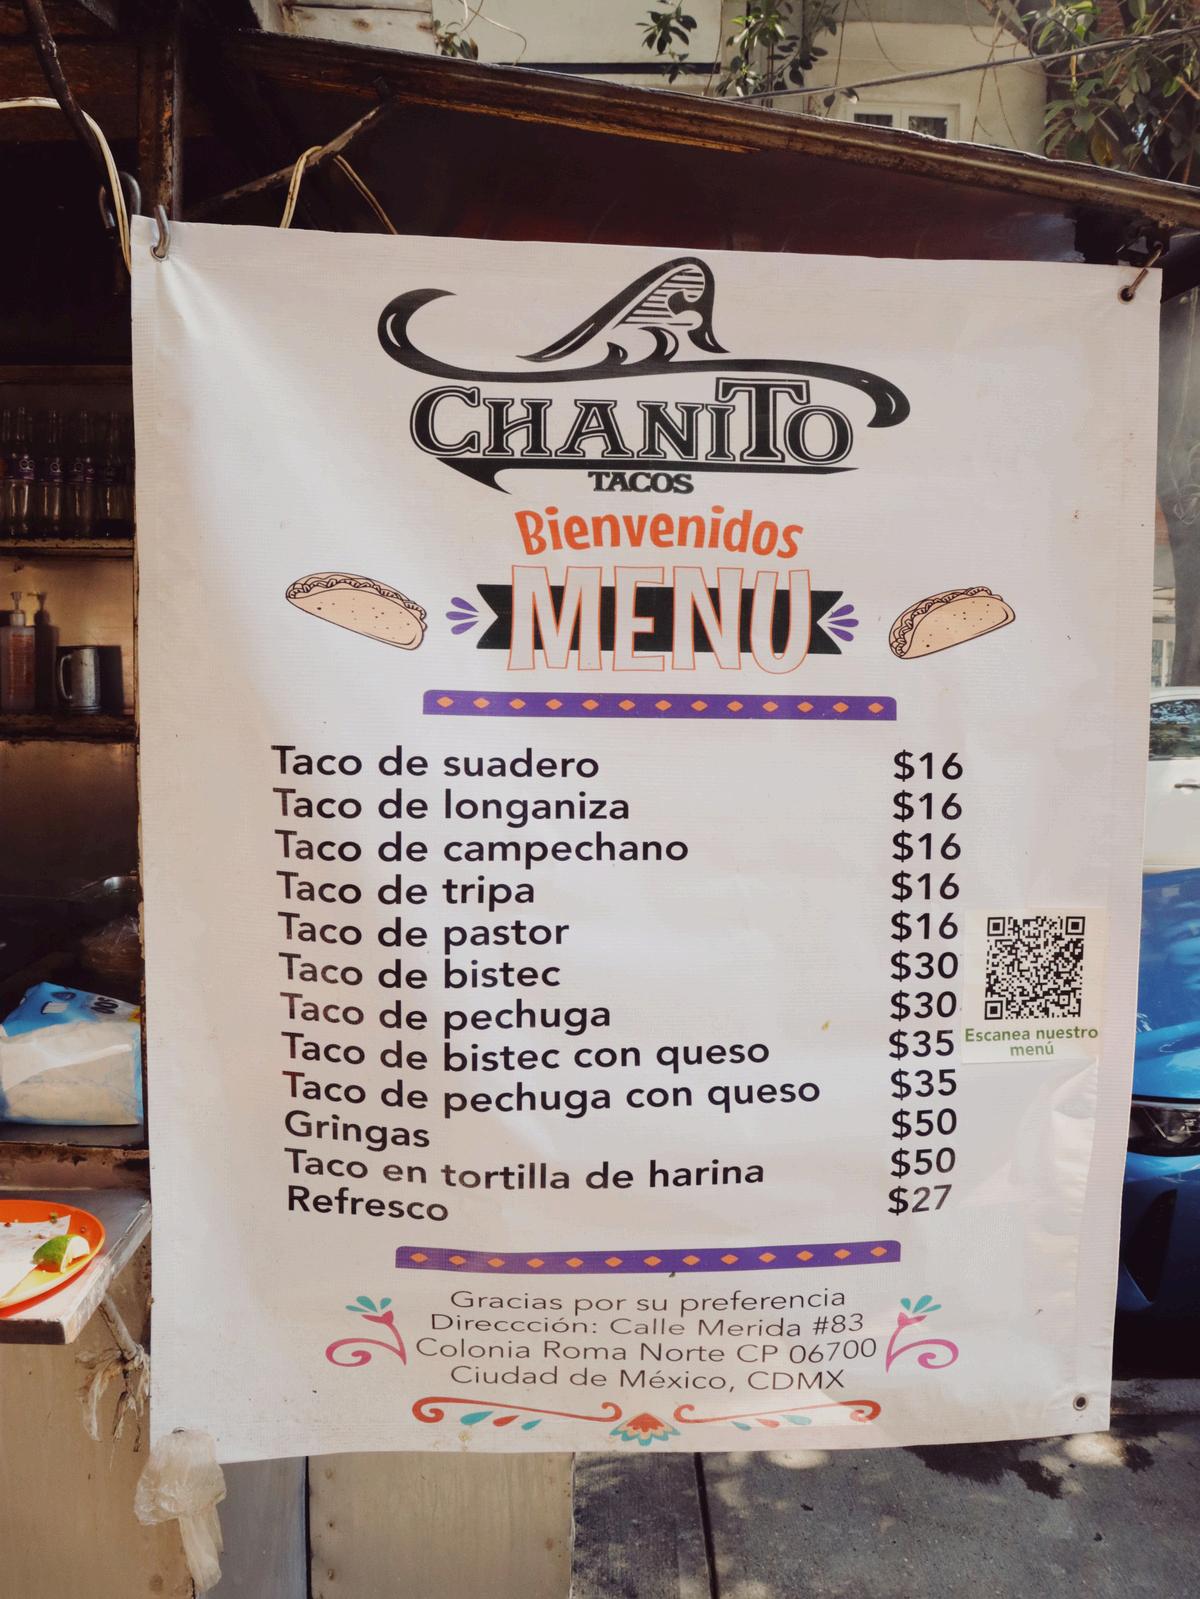 CHANITO
TACOS
Bienvenidos
MENU
Taco de suadero $16
Taco de longaniza $16
Taco de campechano $16
Taco de tripa $16
Taco de pastor $16
Taco de bistec $30
Taco de pechuga $30
Taco de bistec con queso $35
Taco de pechuga con queso $35
Gringas $50
Taco en tortilla de harina $50
Refresco $27
Escanea nuestro
menú
Gracias por su preferencia
Direccción: Calle Merida #83
Colonia Roma Norte CP 06700
Ciudad de México, CDMX